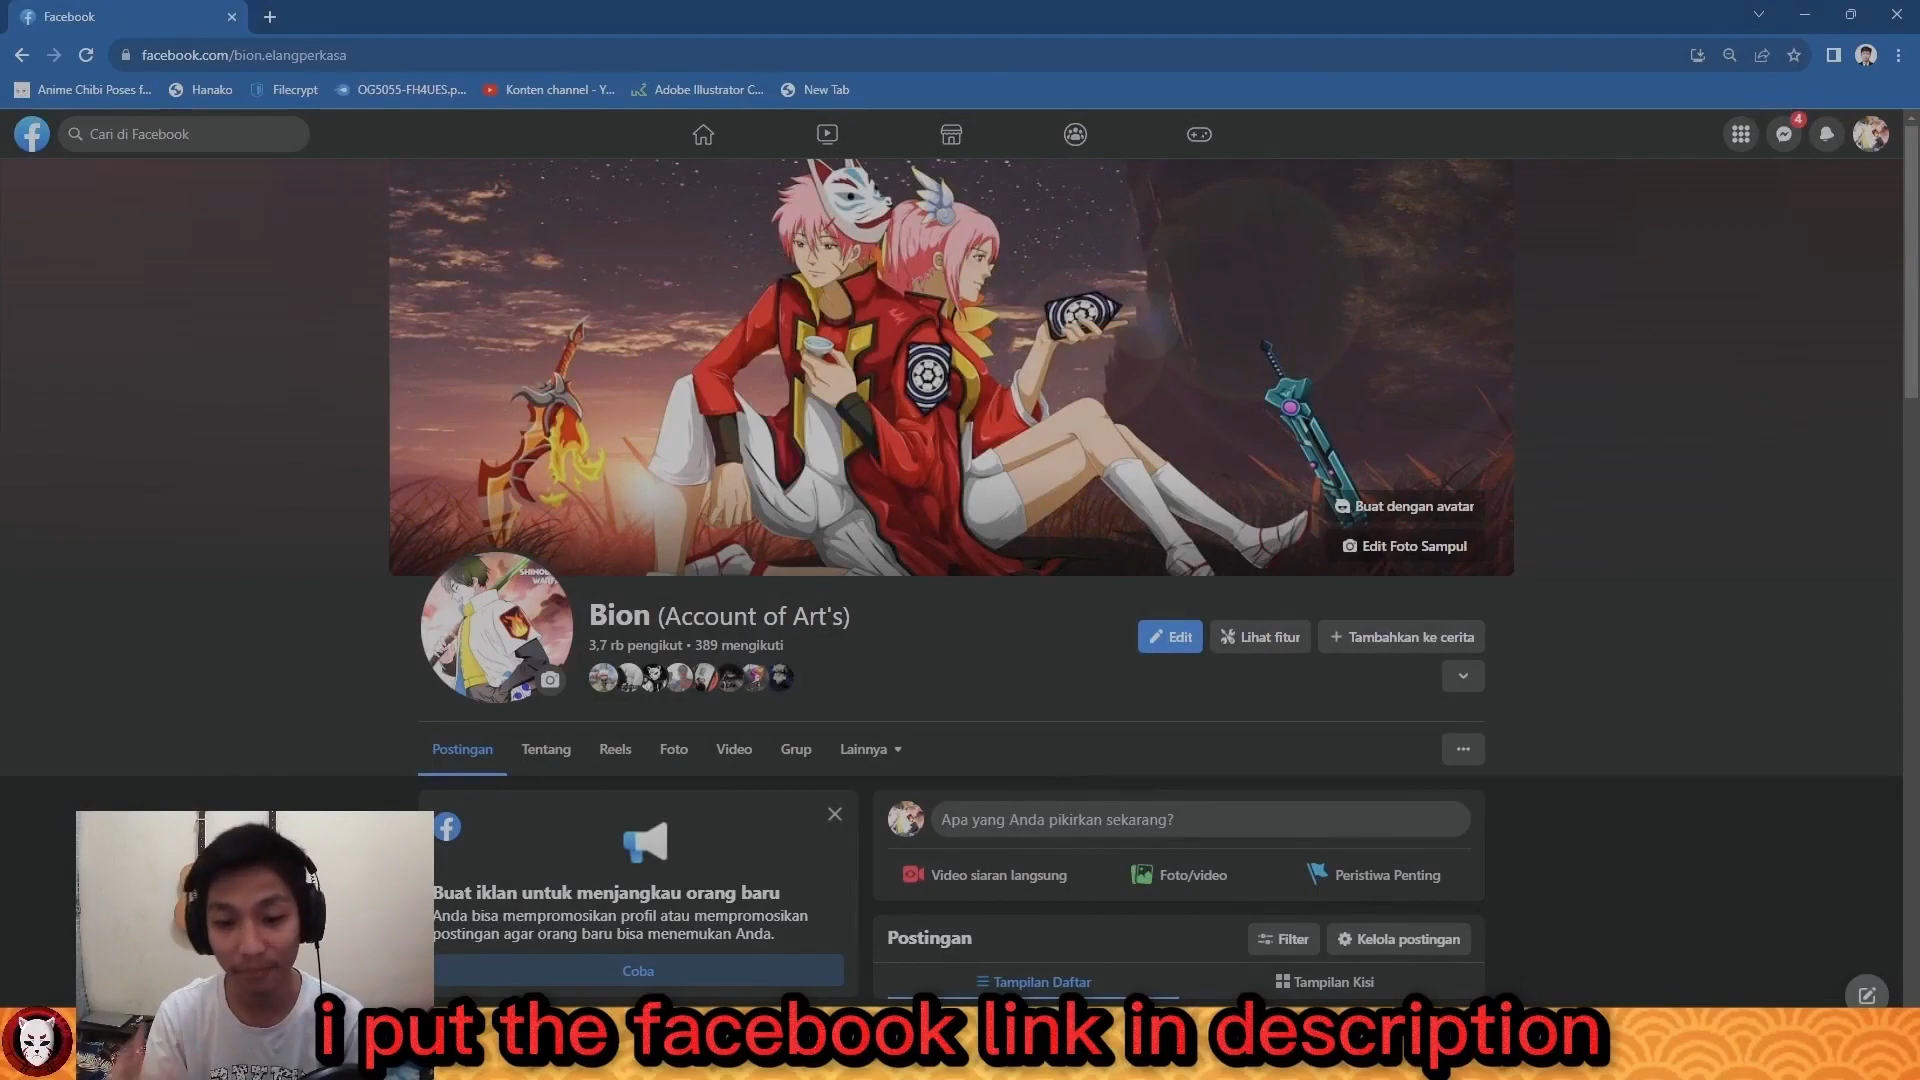 Facebook
facebook.com/bion.elangperkasa
Anime Chibi Poses f...
Hanako
Filecrypt
OG5055-FH4UES.p...
Konten channel - Y...
Adobe Illustrator C...
New Tab
Cari di Facebook
4
Buat dengan avatar
Edit Foto Sampul
Bion (Account of Art's)
3,7 rb pengikut • 389 mengikuti
Edit
Lihat fitur
Tambahkan ke cerita
Postingan
Tentang
Reels
Foto
Video
Grup
Lainnya
Buat iklan untuk menjangkau orang baru
Anda bisa mempromosikan profil atau mempromosikan
postingan agar orang baru bisa menemukan Anda.
Coba
Apa yang Anda pikirkan sekarang?
Video siaran langsung
Foto/video
Peristiwa Penting
Postingan
Filter
Kelola postingan
Tampilan Daftar
Tampilan Kisi
i put the facebook link in description